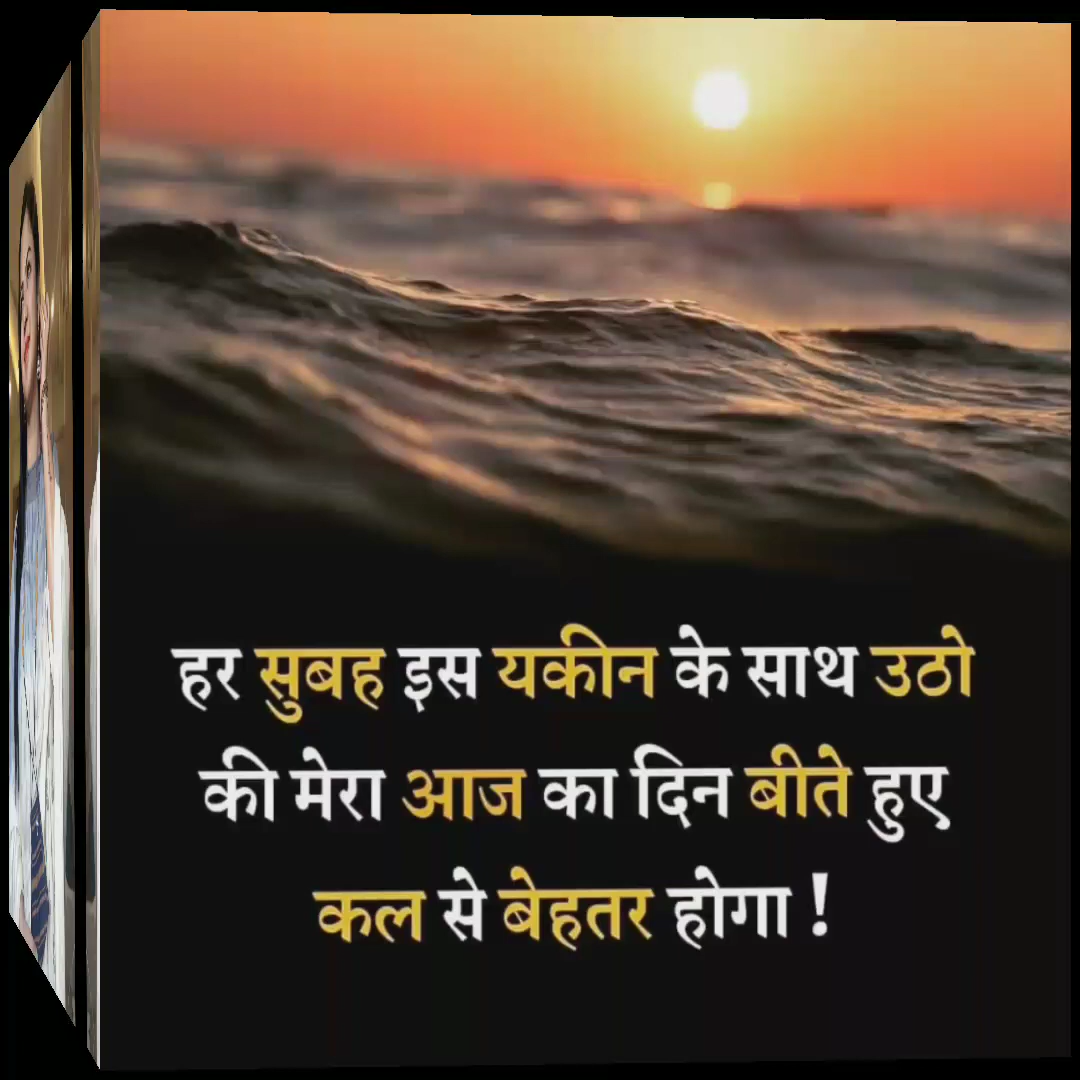 हर सुबह इस यकीन के साथ उठो
की मेरा आज का दिन बीते हुए
कल से बेहतर होगा !